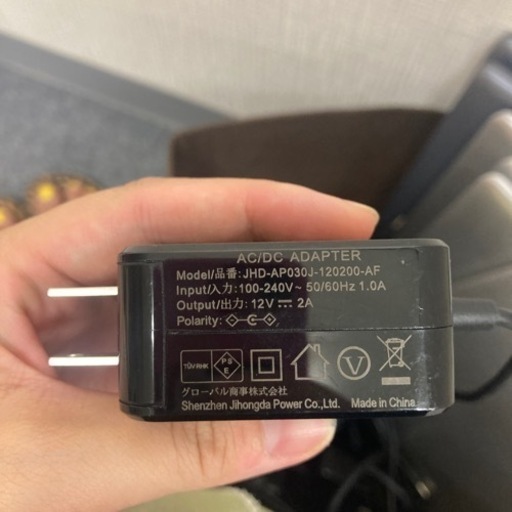 AC/DC ADAPTER
Model/品番: JHD-AP030J-120200-AF
Input/入力: 100-240V~ 50/60Hz 1.0A
Output/出力: 12V ⎓ 2A
Polarity:
TÜV RHK PS E V
グローバル商事株式会社
Shenzhen Jihongda Power Co.,Ltd. Made in China